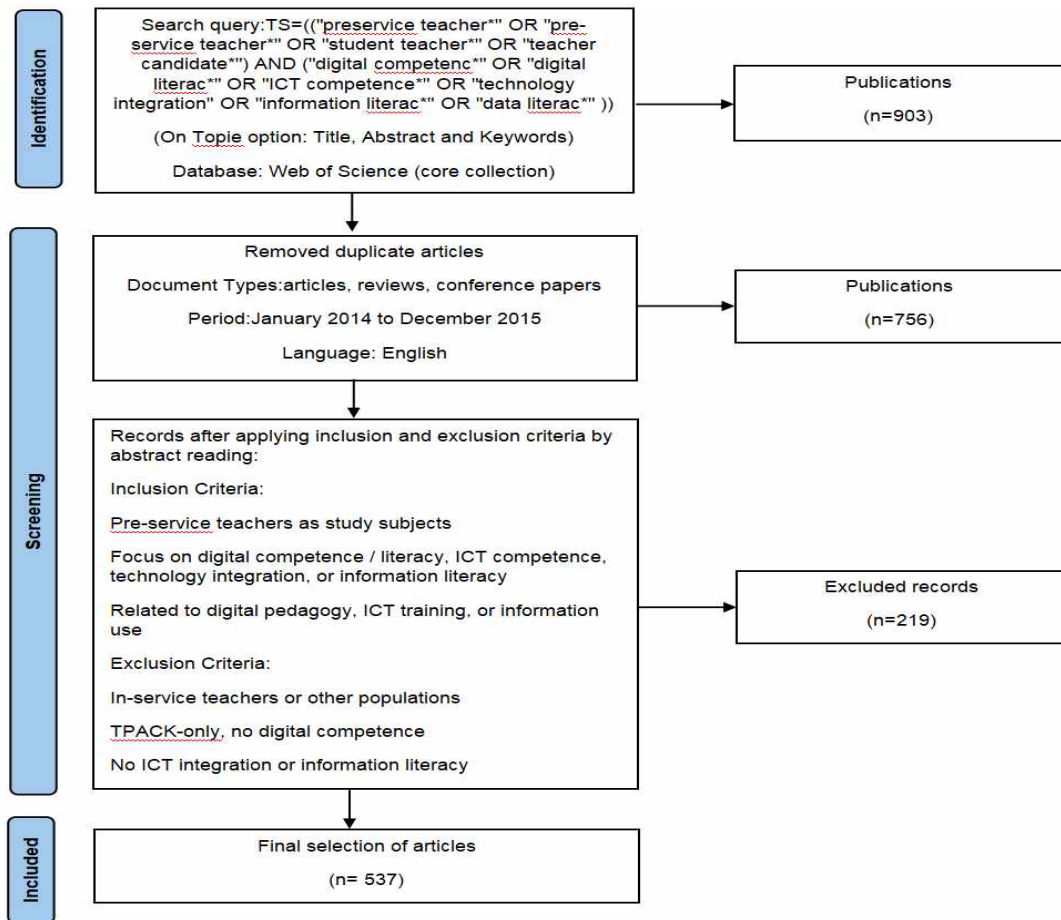 Identification
Search query:TS=(("preservice teacher*" OR "pre-
service teacher*" OR "student teacher*" OR "teacher
candidate*") AND ("digital competenc*" OR "digital
literac*" OR "ICT competence*" OR "technology
integration" OR "information literac*" OR "data literac*" ))
(On Topie option: Title, Abstract and Keywords)
Database: Web of Science (core collection)
Publications
(n=903)
Screening
Removed duplicate articles
Document Types:articles, reviews, conference papers
Period:January 2014 to December 2015
Language: English
Publications
(n=756)
Records after applying inclusion and exclusion criteria by
abstract reading:
Inclusion Criteria:
Pre-service teachers as study subjects
Focus on digital competence / literacy, ICT competence,
technology integration, or information literacy
Related to digital pedagogy, ICT training, or information
use
Exclusion Criteria:
In-service teachers or other populations
TPACK-only, no digital competence
No ICT integration or information literacy
Excluded records
(n=219)
Included
Final selection of articles
(n= 537)